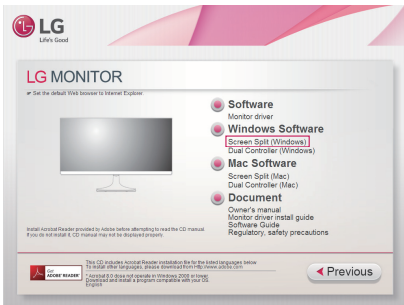 LG
Life's Good
LG MONITOR
Set the default Web browser to Internet Explorer.
Software
Monitor driver
Windows Software
Screen Split (Windows)
Dual Controller (Windows)
Mac Software
Screen Split (Mac)
Dual Controller (Mac)
Document
Owner's manual
Monitor driver install guide
Software Guide
Regulatory, safety precautions
Install Acrobat Reader provided by Adobe before attempting to read the CD manual.
If you do not install it, CD manual may not be displayed properly.
Get
ADOBE® READER®
This CD includes Acrobat Reader installation file for the listed languages below
To install other languages, please download from Http://www.adobe.com
* Acrobat 8.0 does not operate in Windows 2000 or lower.
Download and install a program compatible with your OS.
English
Previous